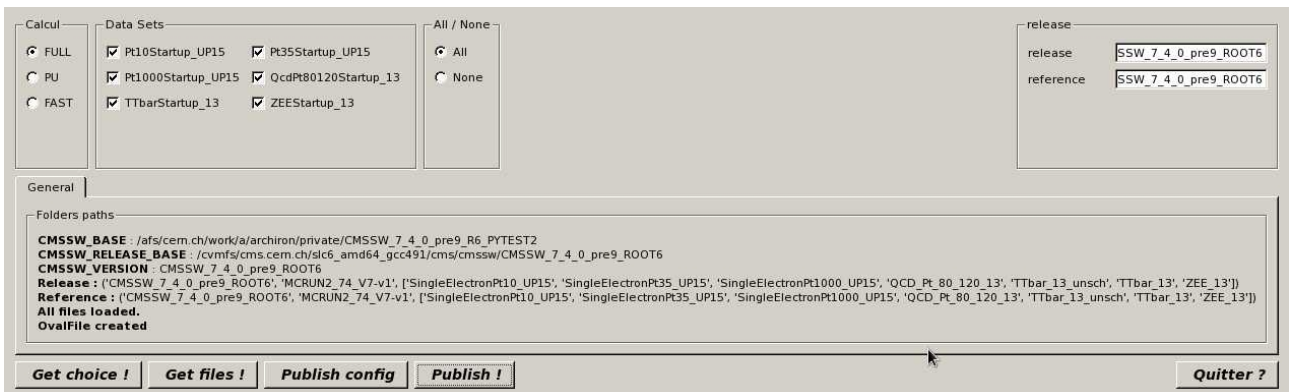 Calcul
Data Sets
All / None
release
FULL
Pt10Startup_UP15
Pt35Startup_UP15
All
release
SSW_7_4_0_pre9_ROOT6
PU
Pt1000Startup_UP15
QcdPt80120Startup_13
None
reference
SSW_7_4_0_pre9_ROOT6
FAST
TTbarStartup_13
ZEEStartup_13
General
Folders paths
CMSSW_BASE : /afs/cern.ch/work/a/archiron/private/CMSSW_7_4_0_pre9_R6_PYTEST2
CMSSW_RELEASE_BASE : /cvmfs/cms.cern.ch/slc6_amd64_gcc491/cms/cmssw/CMSSW_7_4_0_pre9_ROOT6
CMSSW_VERSION : CMSSW_7_4_0_pre9_ROOT6
Release : ('CMSSW_7_4_0_pre9_ROOT6', 'MCRUN2_74_V7-v1', ['SingleElectronPt10_UP15', 'SingleElectronPt35_UP15', 'SingleElectronPt1000_UP15', 'QCD_Pt_80_120_13', 'TTbar_13_unsch', 'TTbar_13', 'ZEE_13'])
Reference : ('CMSSW_7_4_0_pre9_ROOT6', 'MCRUN2_74_V7-v1', ['SingleElectronPt10_UP15', 'SingleElectronPt35_UP15', 'SingleElectronPt1000_UP15', 'QCD_Pt_80_120_13', 'TTbar_13_unsch', 'TTbar_13', 'ZEE_13'])
All files loaded.
OvalFile created
Get choice !
Get files !
Publish config
Publish !
Quitter ?